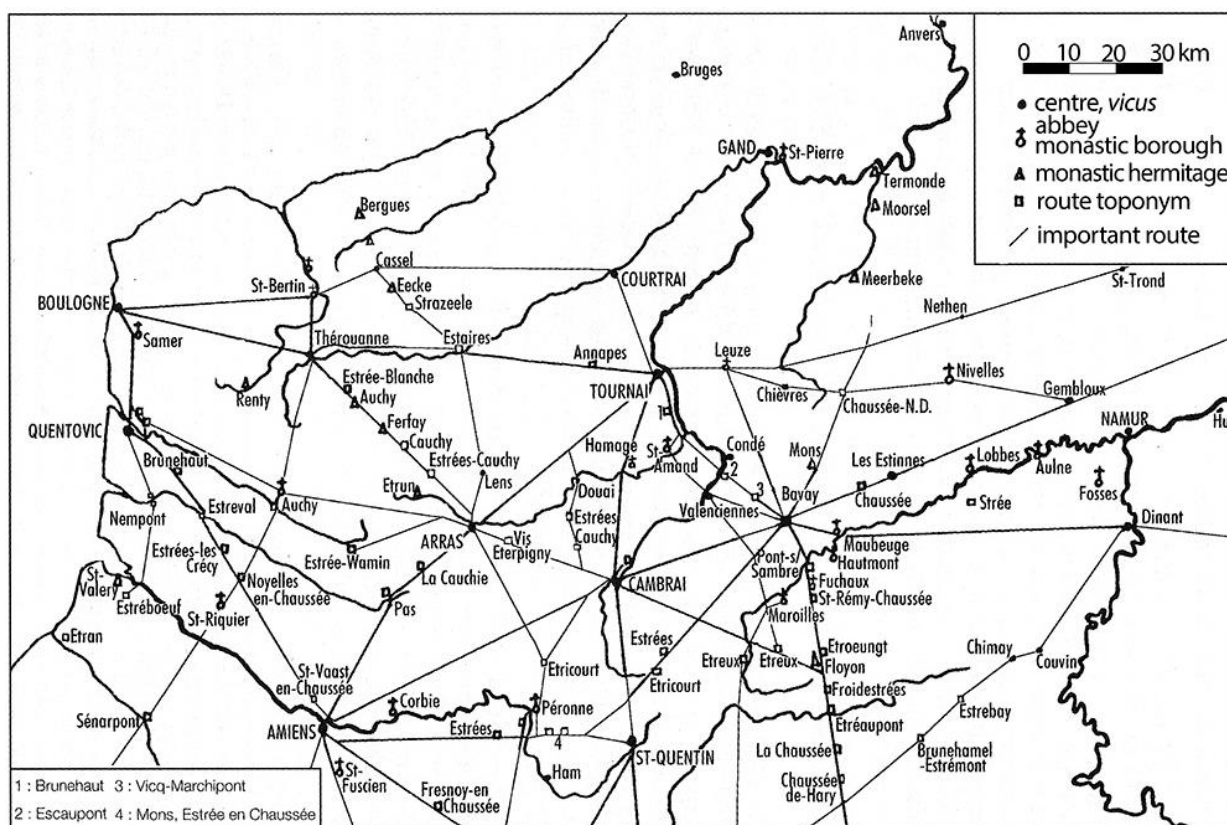 Anvers
0 10 20 30 km
centre, vicus
abbey
monastic borough
monastic hermitage
route toponym
important route
Bruges
GAND
St-Pierre
Termonde
Moorsel
Bergues
Cassel
Meerbeke
St-Bertin
Eecke
COURTRAI
St-Trond
BOULOGNE
Strazeele
Nethen
Samer
Thérouanne
Estaires
Annapes
Leuze
Nivelles
Renty
Estrée-Blanche
Auchy
TOURNAI
Chièvres
Chaussée-N.D.
Gembloux
QUENTOVIC
Ferfay
1
NAMUR
Hu
Cauchy
Hamage
St-
Amand
Condé
Mons
Brunehaut
Estrées-Cauchy
2
Les Estinnes
Lobbes
Aulne
Etrun
Lens
Douai
3
Fosses
Nempont
Estreval
Auchy
Valenciennes
Bavay
Chaussée
Strée
Estrées
Cauchy
Dinant
ARRAS
Vis
Eterpigny
Maubeuge
Estrées-les
Crécy
Estrée-Wamin
Hautmont
Pont-s/
Sambre
St-
Valery
Noyelles
en-Chaussée
La Cauchie
CAMBRAI
Fuchaux
Estréboeuf
St-Riquier
Pas
St-Rémy-Chaussée
Maroilles
Etran
Estrées
Etreux
Etreux
Etroeungt
Floyon
Chimay
Couvin
St-Vaast
en-Chaussée
Etricourt
Etricourt
Froidestrées
Corbie
Péronne
Estrebay
Sénarpont
Etréaupont
AMIENS
Estrées
4
La Chaussée
Brunehamel
-Estrémont
ST-QUENTIN
St-
Fuscien
Ham
Chaussée
de-Hary
Fresnoy-en
Chaussée
1 : Brunehaut 3 : Vicq-Marchipont
2 : Escaupont 4 : Mons, Estrée en Chaussée